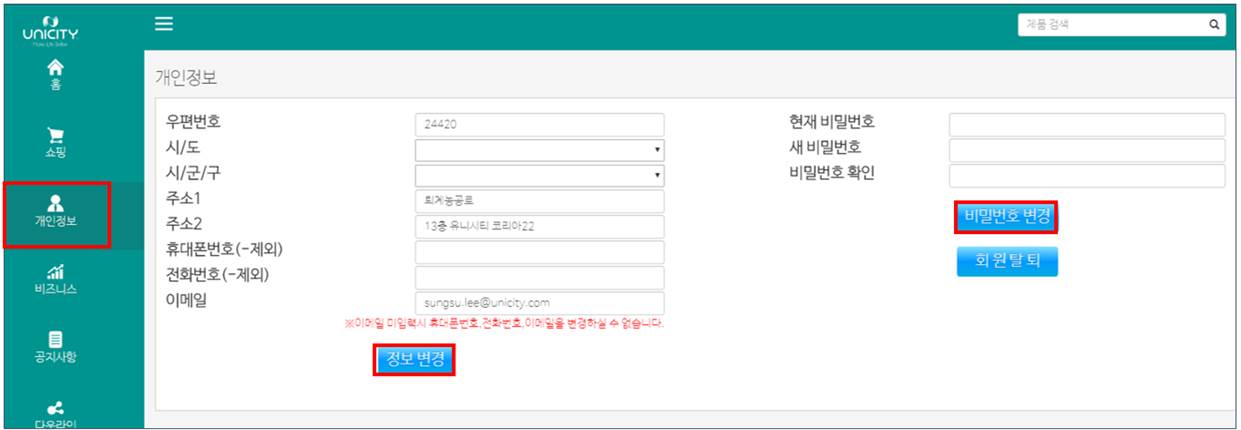 UNICITY
Make Life Better
제품 검색
홈
쇼핑
개인정보
비즈니스
공지사항
다운라인
개인정보
우편번호
24420
시/도
시/군/구
주소1
퇴계농공로
주소2
13층 유니시티 코리아22
휴대폰번호(-제외)
전화번호(-제외)
이메일
sungsu.lee@unicity.com
※이메일 미입력시 휴대폰번호,전화번호,이메일을 변경하실 수 없습니다.
정보 변경
현재 비밀번호
새 비밀번호
비밀번호 확인
비밀번호 변경
회원탈퇴